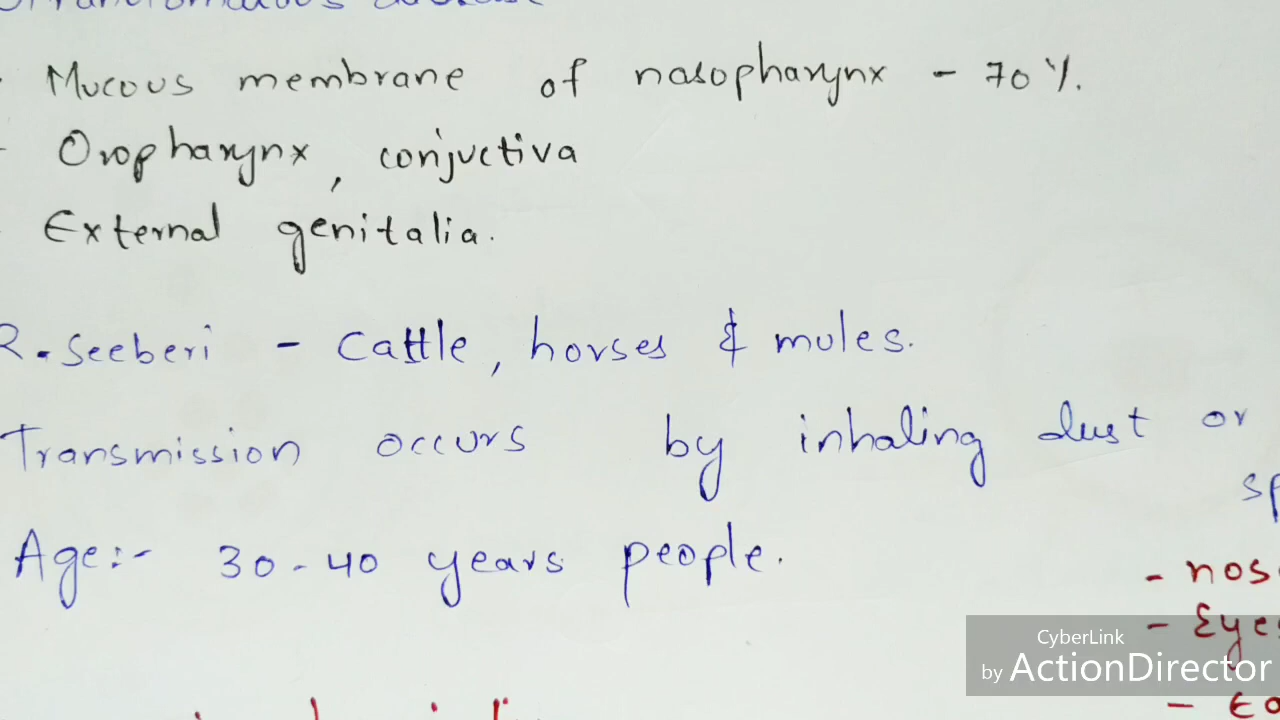 - Mucous membrane of nasopharynx - 70%.
- Oropharynx, conjuctiva
- External genitalia.
R. Seeberi - Cattle, horses & mules.
Transmission occurs by inhaling dust or
Age:- 30-40 years people.
- nos
- Eye
CyberLink
by ActionDirector